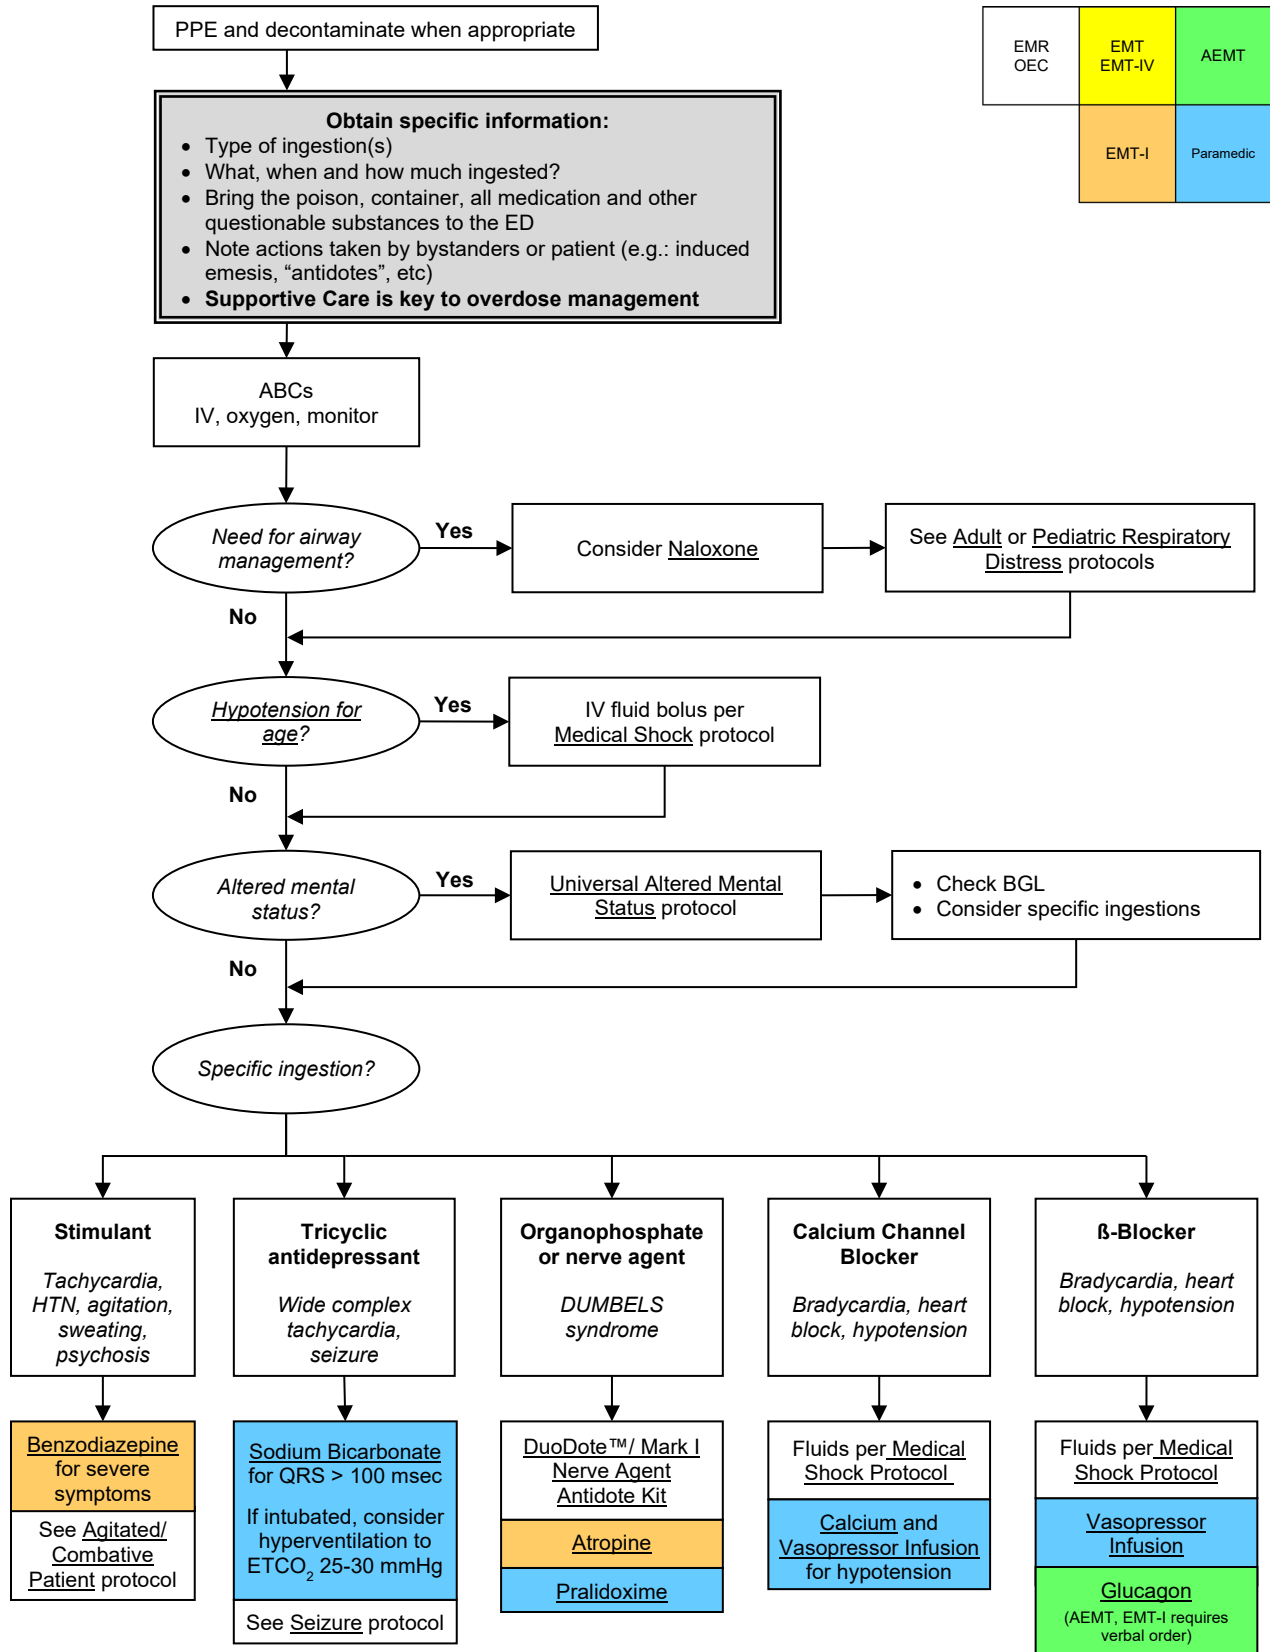 PPE and decontaminate when appropriate
EMR
OEC
EMT
EMT-IV
AEMT
EMT-I
Paramedic
Obtain specific information:
• Type of ingestion(s)
• What, when and how much ingested?
• Bring the poison, container, all medication and other
questionable substances to the ED
• Note actions taken by bystanders or patient (e.g.: induced
emesis, “antidotes”, etc)
• Supportive Care is key to overdose management
ABCs
IV, oxygen, monitor
Need for airway
management?
Yes
Consider Naloxone
See Adult or Pediatric Respiratory
Distress protocols
No
Hypotension for
age?
Yes
IV fluid bolus per
Medical Shock protocol
No
Altered mental
status?
Yes
Universal Altered Mental
Status protocol
• Check BGL
• Consider specific ingestions
No
Specific ingestion?
Stimulant
Tachycardia,
HTN, agitation,
sweating,
psychosis
Benzodiazepine
for severe
symptoms
See Agitated/
Combative
Patient protocol
Tricyclic
antidepressant
Wide complex
tachycardia,
seizure
Sodium Bicarbonate
for QRS > 100 msec
If intubated, consider
hyperventilation to
ETCO2 25-30 mmHg
See Seizure protocol
Organophosphate
or nerve agent
DUMBELS
syndrome
DuoDote™/ Mark I
Nerve Agent
Antidote Kit
Atropine
Pralidoxime
Calcium Channel
Blocker
Bradycardia, heart
block, hypotension
Fluids per Medical
Shock Protocol
Calcium and
Vasopressor Infusion
for hypotension
ß-Blocker
Bradycardia, heart
block, hypotension
Fluids per Medical
Shock Protocol
Vasopressor
Infusion
Glucagon
(AEMT, EMT-I requires
verbal order)